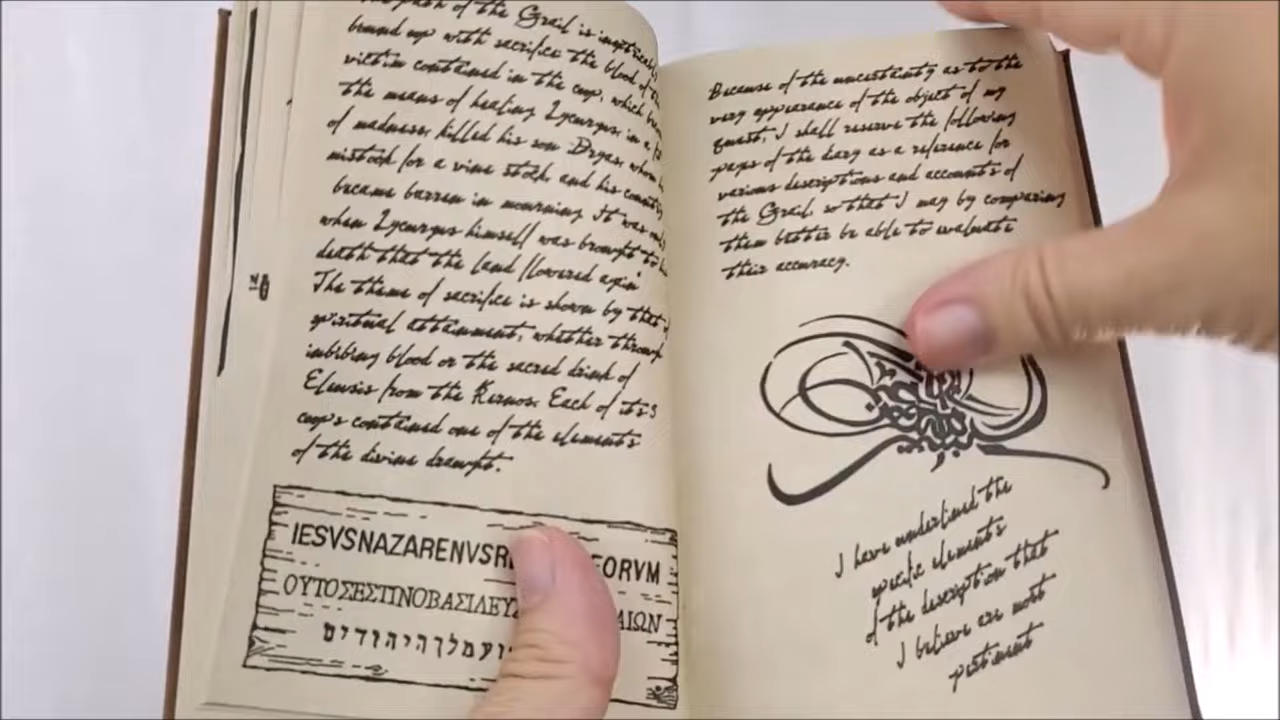 path of the Grail is inextricably
bound up with sacrifice the blood of the
victim contained in the cup, which
the means of healing Lycurgus, in a
of madness, killed his son Dryas, whom
mistook for a vine stock and his country
became barren in mourning. It was only
when Lycurgus himself was brought to
death that the land flowered again
The theme of sacrifice is shown by that
spiritual attainment, whether through
imbibing blood or the sacred drink of
Eleusis from the Kernos. Each of it's
cup's contained one of the elements
of the divine draught.
IESVSNAZARENVSR EORVM
ΟΥΤΟΣΕΣΤΙΝΟΒΑΣΙΛΕΥΣ ΑΙΩΝ
ועמלךהיהודים
Because of the uncertainty as to the
very appearance of the object of my
quest, I shall reserve the following
pages of the diary as a reference for
various descriptions and accounts of
the Grail, so that I may by comparing
them better be able to evaluate
their accuracy.
I have underlined the
specific elements
of the description that
I believe are most
pertinent